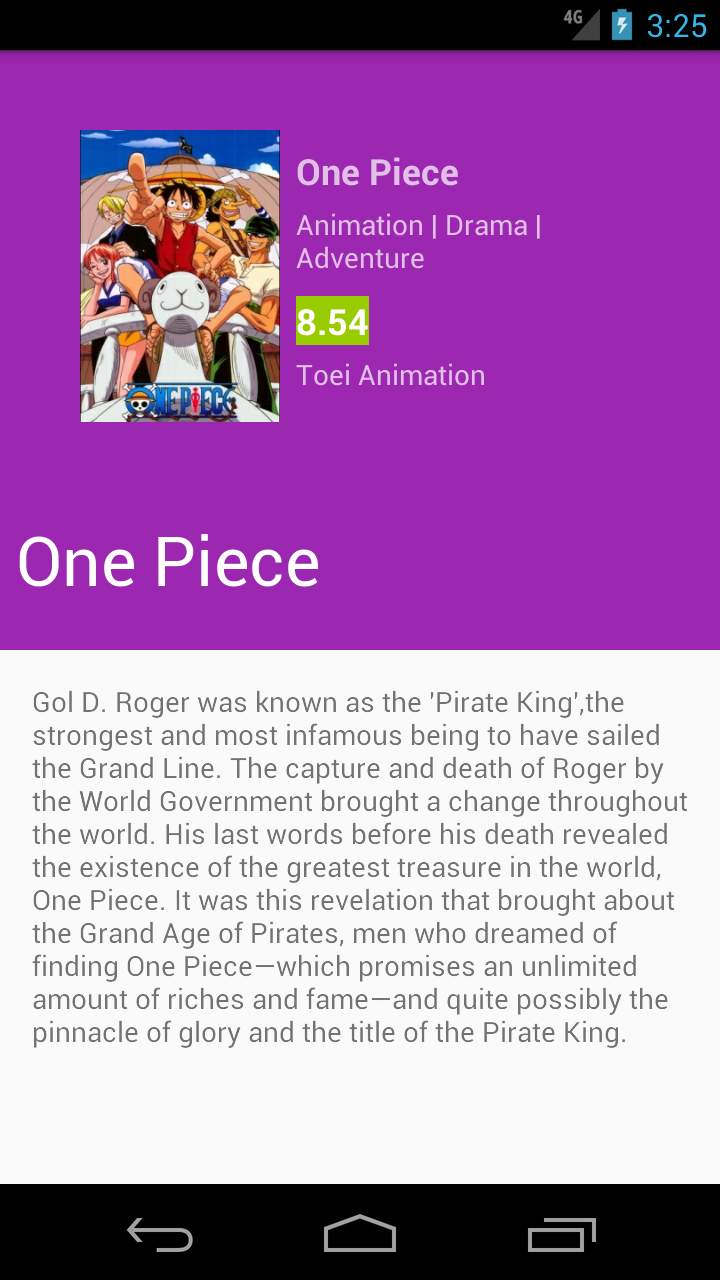 4G
3:25
One Piece
Animation | Drama |
Adventure
8.54
Toei Animation
ONE PIECE
One Piece
Gol D. Roger was known as the 'Pirate King',the
strongest and most infamous being to have sailed
the Grand Line. The capture and death of Roger by
the World Government brought a change throughout
the world. His last words before his death revealed
the existence of the greatest treasure in the world,
One Piece. It was this revelation that brought about
the Grand Age of Pirates, men who dreamed of
finding One Piece—which promises an unlimited
amount of riches and fame—and quite possibly the
pinnacle of glory and the title of the Pirate King.